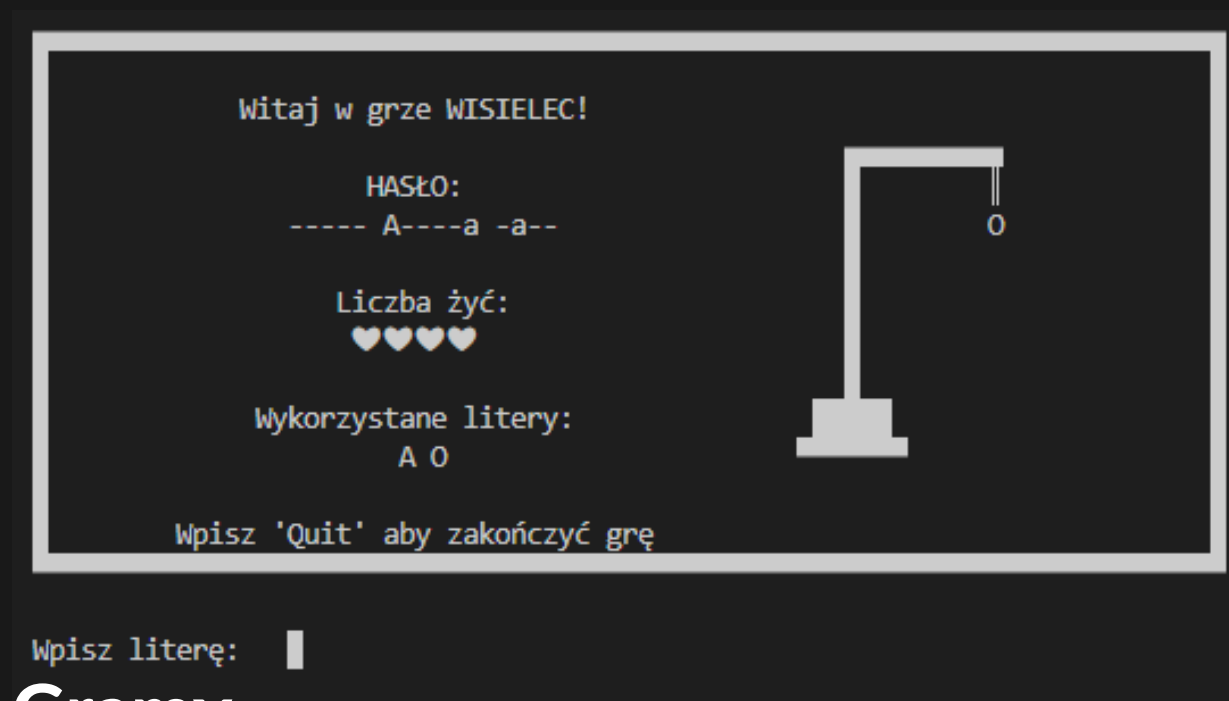 Witaj w grze WISIELEC!
HASŁO:
----- A----a -a--
Liczba żyć:
♥♥♥♥
Wykorzystane litery:
A O
O
Wpisz 'Quit' aby zakończyć grę
Wpisz literę: